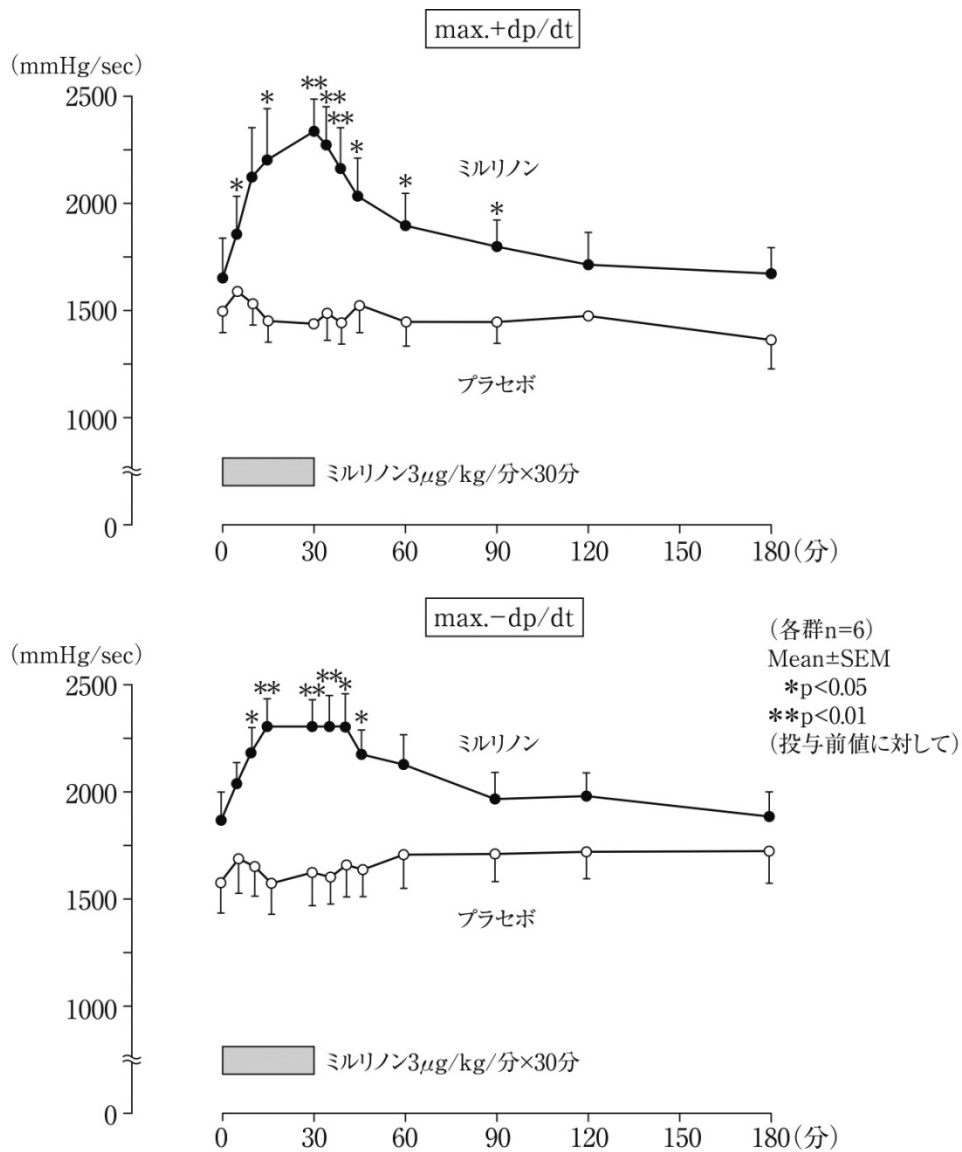 max.+dp/dt
(mmHg/sec)
2500
2000
1500
1000
0
* * ** ** ** * * *
ミルリノン
プラセボ
ミルリノン3μg/kg/分×30分
0 30 60 90 120 150 180(分)
max.−dp/dt
(mmHg/sec)
2500
2000
1500
1000
0
* ** ** ** * *
ミルリノン
プラセボ
ミルリノン3μg/kg/分×30分
0 30 60 90 120 150 180(分)
(各群n=6)
Mean±SEM
*p<0.05
**p<0.01
(投与前値に対して)